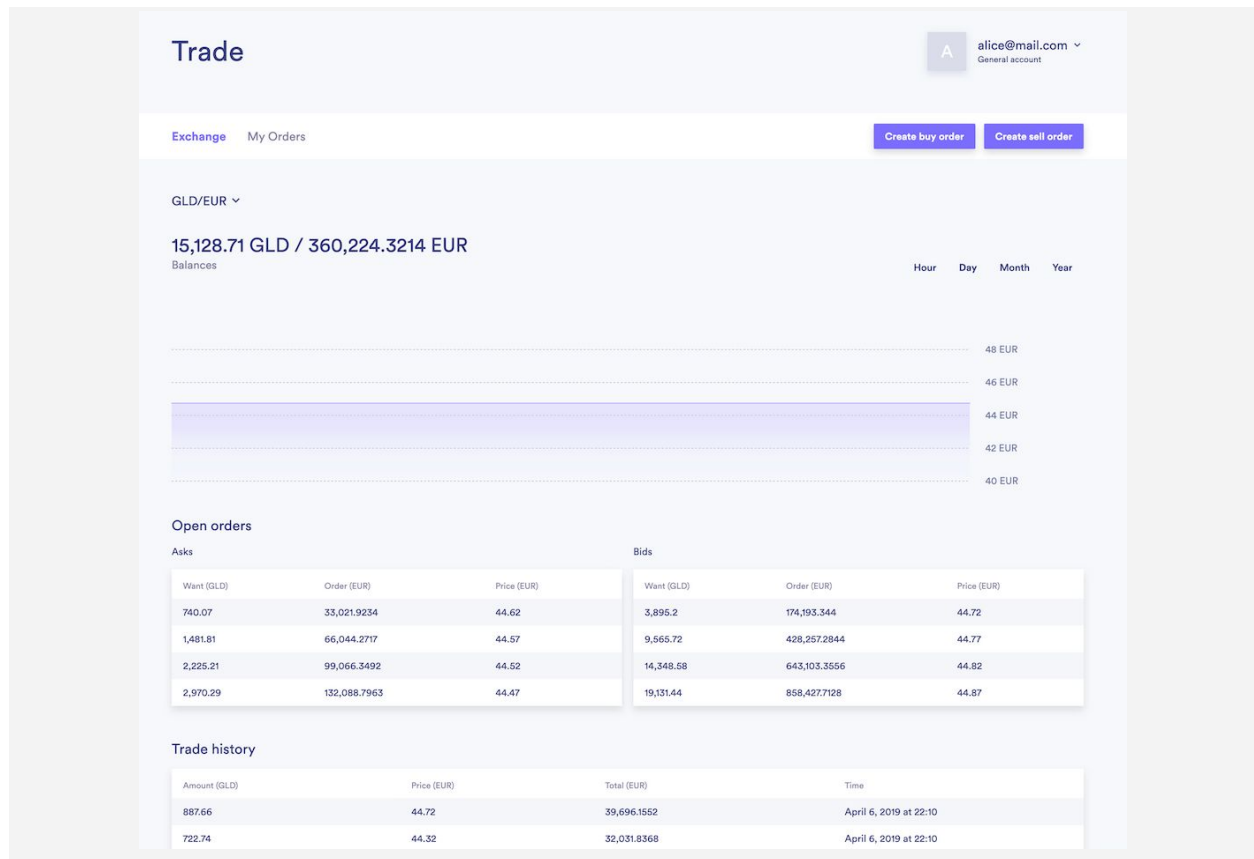 Trade
A
alice@mail.com
General account
Exchange My Orders Create buy order Create sell order
GLD/EUR
15,128.71 GLD / 360,224.3214 EUR
Balances
Hour Day Month Year
48 EUR
46 EUR
44 EUR
42 EUR
40 EUR
Open orders
Asks
Want (GLD) Order (EUR) Price (EUR)
740.07 33,021.9234 44.62
1,481.81 66,044.2717 44.57
2,225.21 99,066.3492 44.52
2,970.29 132,088.7963 44.47
Bids
Want (GLD) Order (EUR) Price (EUR)
3,895.2 174,193.344 44.72
9,565.72 428,257.2844 44.77
14,348.58 643,103.3556 44.82
19,131.44 858,427.7128 44.87
Trade history
Amount (GLD) Price (EUR) Total (EUR) Time
887.66 44.72 39,696.1552 April 6, 2019 at 22:10
722.74 44.32 32,031.8368 April 6, 2019 at 22:10